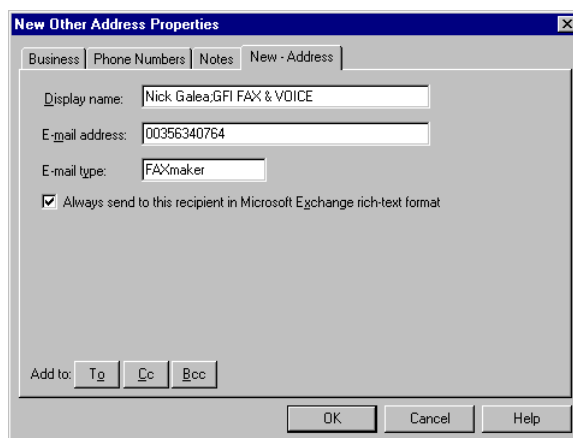 New Other Address Properties
Business Phone Numbers Notes New - Address
Display name: Nick Galea;GFI FAX & VOICE
E-mail address: 00356340764
E-mail type: FAXmaker
Always send to this recipient in Microsoft Exchange rich-text format
Add to: To Cc Bcc
OK Cancel Help